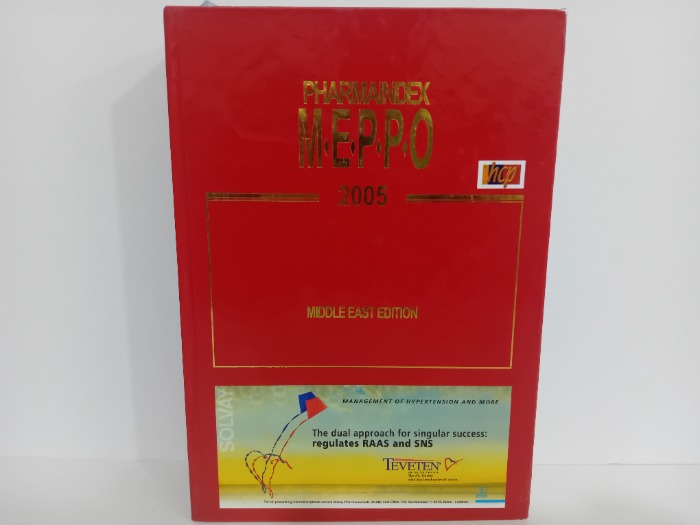 PHARMAINDEX
M.E.P.P.O
hcp
2005
MIDDLE EAST EDITION
SOLVAY
MANAGEMENT OF HYPERTENSION AND MORE
The dual approach for singular success:
regulates RAAS and SNS
TEVETEN